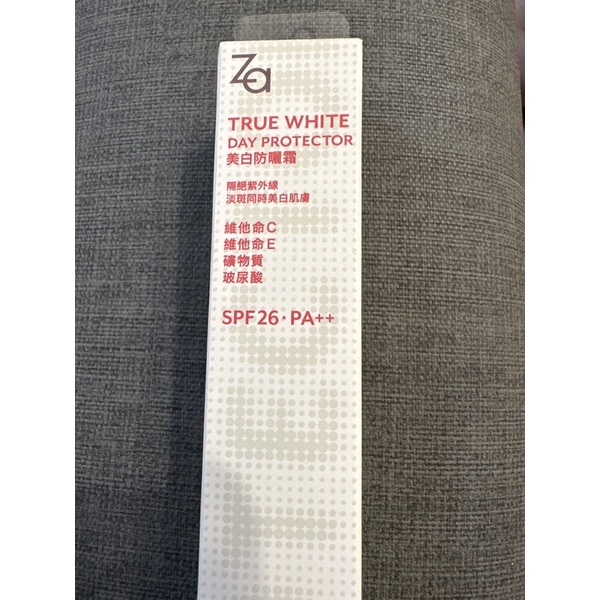 Za
TRUE WHITE
DAY PROTECTOR
美白防曬霜
隔絕紫外線
淡斑同時美白肌膚
維他命C
維他命E
礦物質
玻尿酸
SPF26·PA++